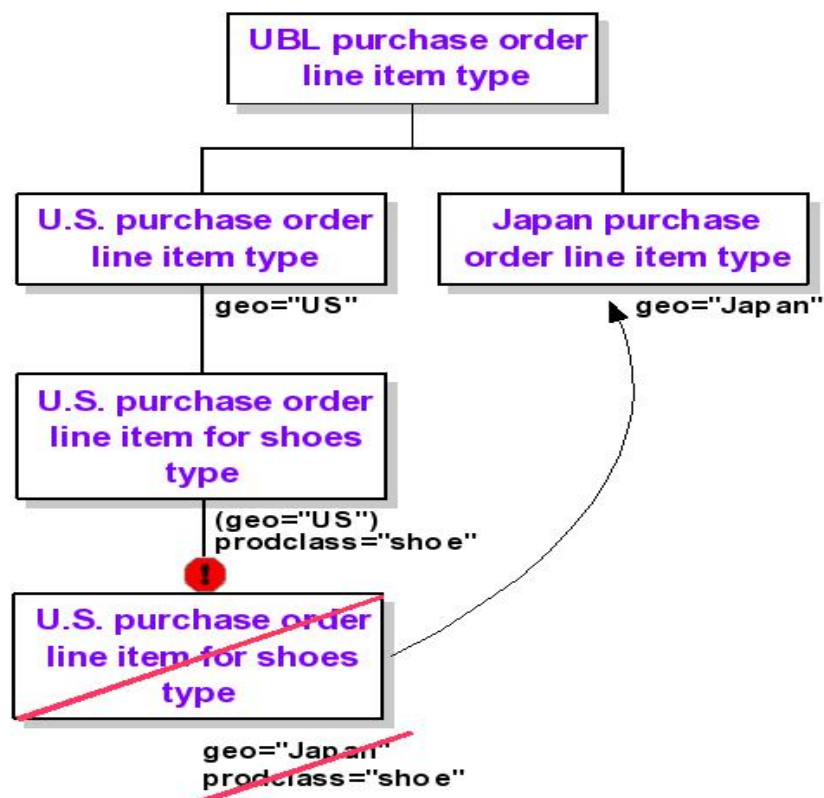 UBL purchase order
line item type
U.S. purchase order
line item type
Japan purchase
order line item type
geo="US"
geo="Japan"
U.S. purchase order
line item for shoes
type
(geo="US")
prodclass="shoe"
!
U.S. purchase order
line item for shoes
type
geo="Japan"
prodclass="shoe"